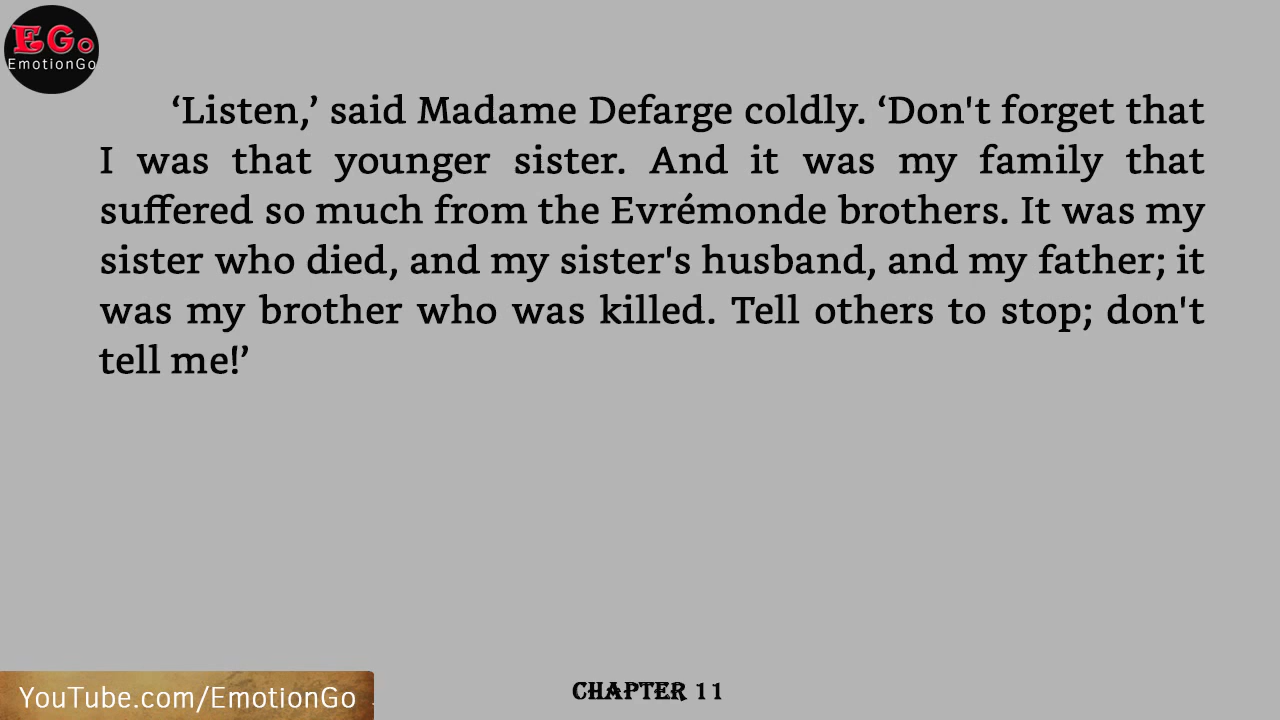 EGo
EmotionGo
‘Listen,’ said Madame Defarge coldly. ‘Don't forget that
I was that younger sister. And it was my family that
suffered so much from the Evrémonde brothers. It was my
sister who died, and my sister's husband, and my father; it
was my brother who was killed. Tell others to stop; don't
tell me!’
YouTube.com/EmotionGo
CHAPTER 11